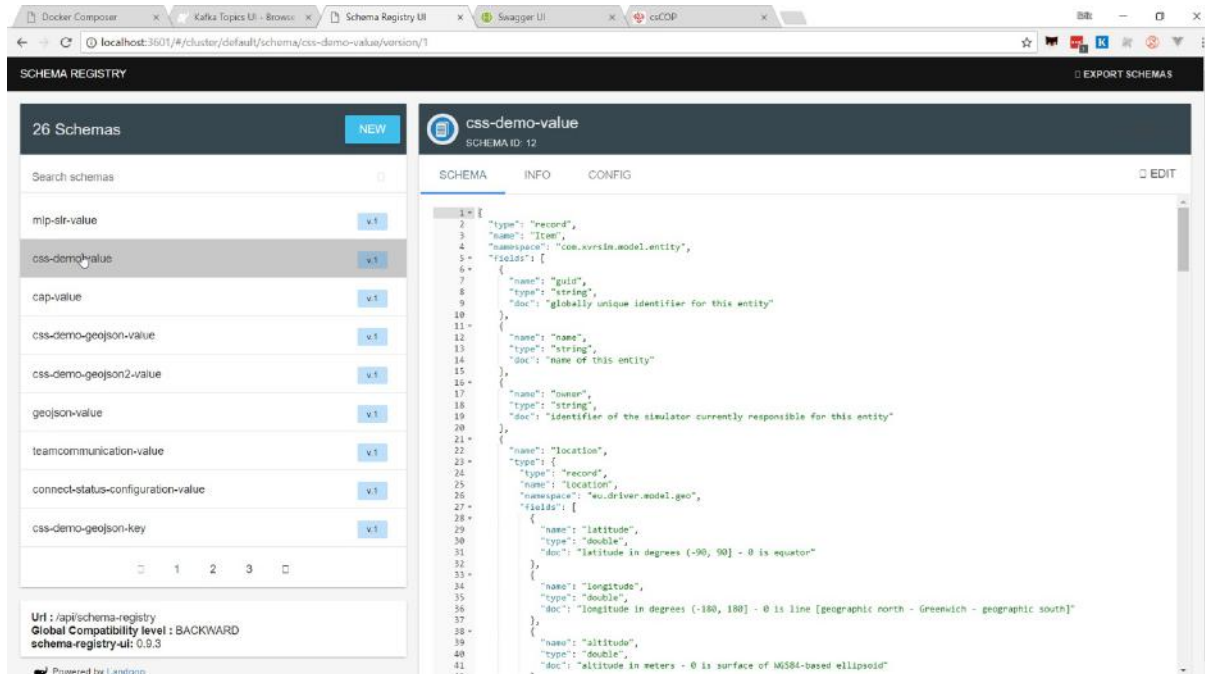 Docker Composer
Kafka Topics UI - Browse
Schema Registry UI
Swagger UI
csCOP
localhost:3601/#/cluster/default/schema/css-demo-value/version/1
SCHEMA REGISTRY
EXPORT SCHEMAS
26 Schemas
NEW
Search schemas
mlp-slr-value v.1
css-demo-value v.1
cap-value v.1
css-demo-geojson-value v.1
css-demo-geojson2-value v.1
geojson-value v.1
teamcommunication-value v.1
connect-status-configuration-value v.1
css-demo-geojson-key v.1
1 2 3
Url : /api/schema-registry
Global Compatibility level : BACKWARD
schema-registry-ui: 0.9.3
Powered by Landoop
css-demo-value
SCHEMA ID: 12
SCHEMA INFO CONFIG EDIT
1 {
2 "type": "record",
3 "name": "Item",
4 "namespace": "com.xvrsim.model.entity",
5 "fields": [
6 {
7 "name": "guid",
8 "type": "string",
9 "doc": "globally unique identifier for this entity"
10 },
11 {
12 "name": "name",
13 "type": "string",
14 "doc": "name of this entity"
15 },
16 {
17 "name": "owner",
18 "type": "string",
19 "doc": "identifier of the simulator currently responsible for this entity"
20 },
21 {
22 "name": "location",
23 "type": {
24 "type": "record",
25 "name": "Location",
26 "namespace": "eu.driver.model.geo",
27 "fields": [
28 {
29 "name": "latitude",
30 "type": "double",
31 "doc": "latitude in degrees (-90, 90] - 0 is equator"
32 },
33 {
34 "name": "longitude",
35 "type": "double",
36 "doc": "longitude in degrees (-180, 180] - 0 is line [geographic north - Greenwich - geographic south]"
37 },
38 {
39 "name": "altitude",
40 "type": "double",
41 "doc": "altitude in meters - 0 is surface of WGS84-based ellipsoid"